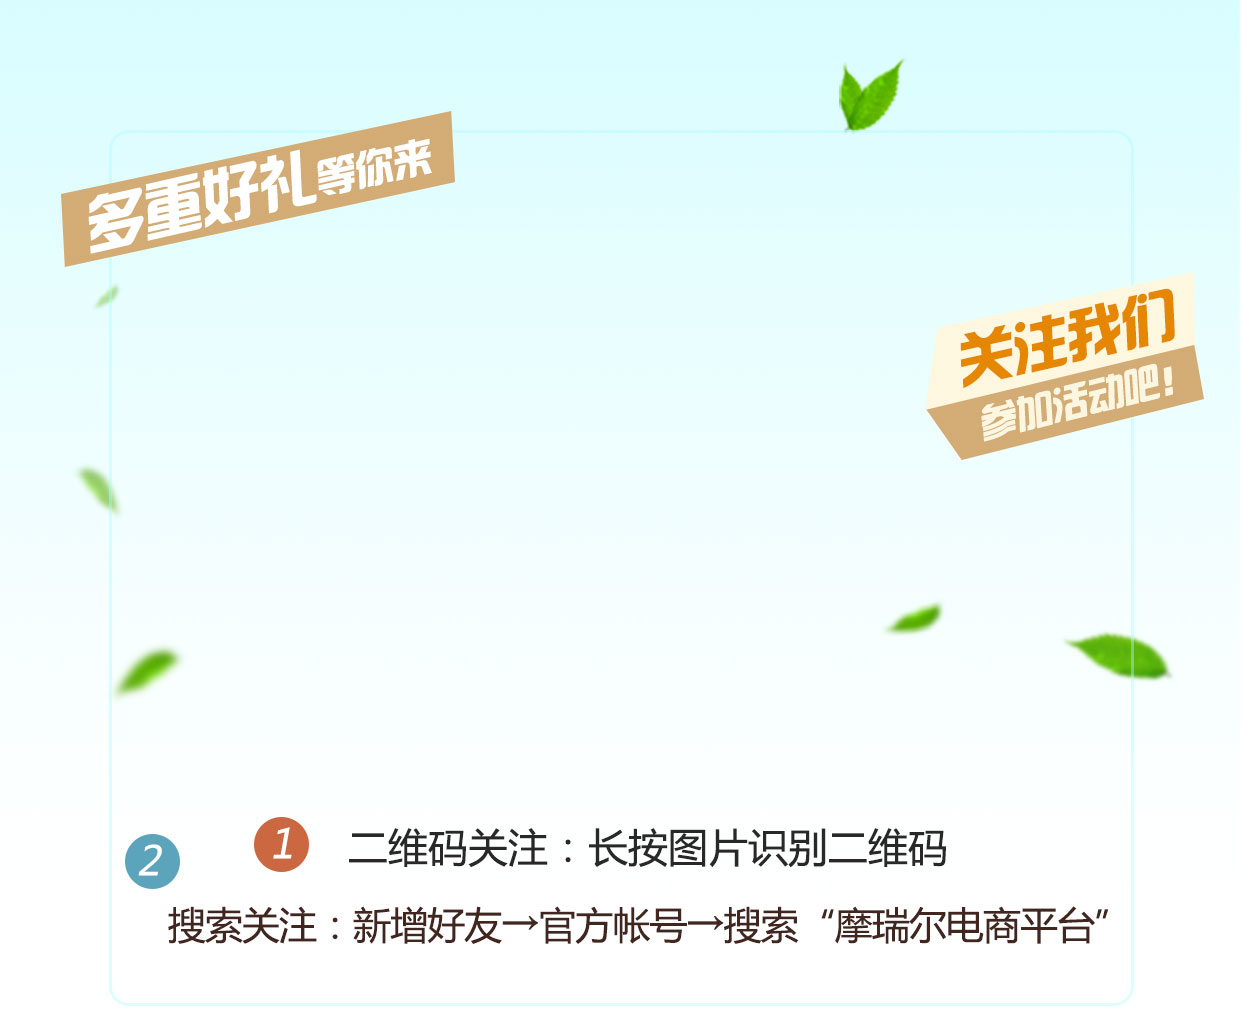 多重好礼等你来
关注我们
参加活动吧!
1 二维码关注：长按图片识别二维码
2
搜索关注：新增好友→官方帐号→搜索“摩瑞尔电商平台”